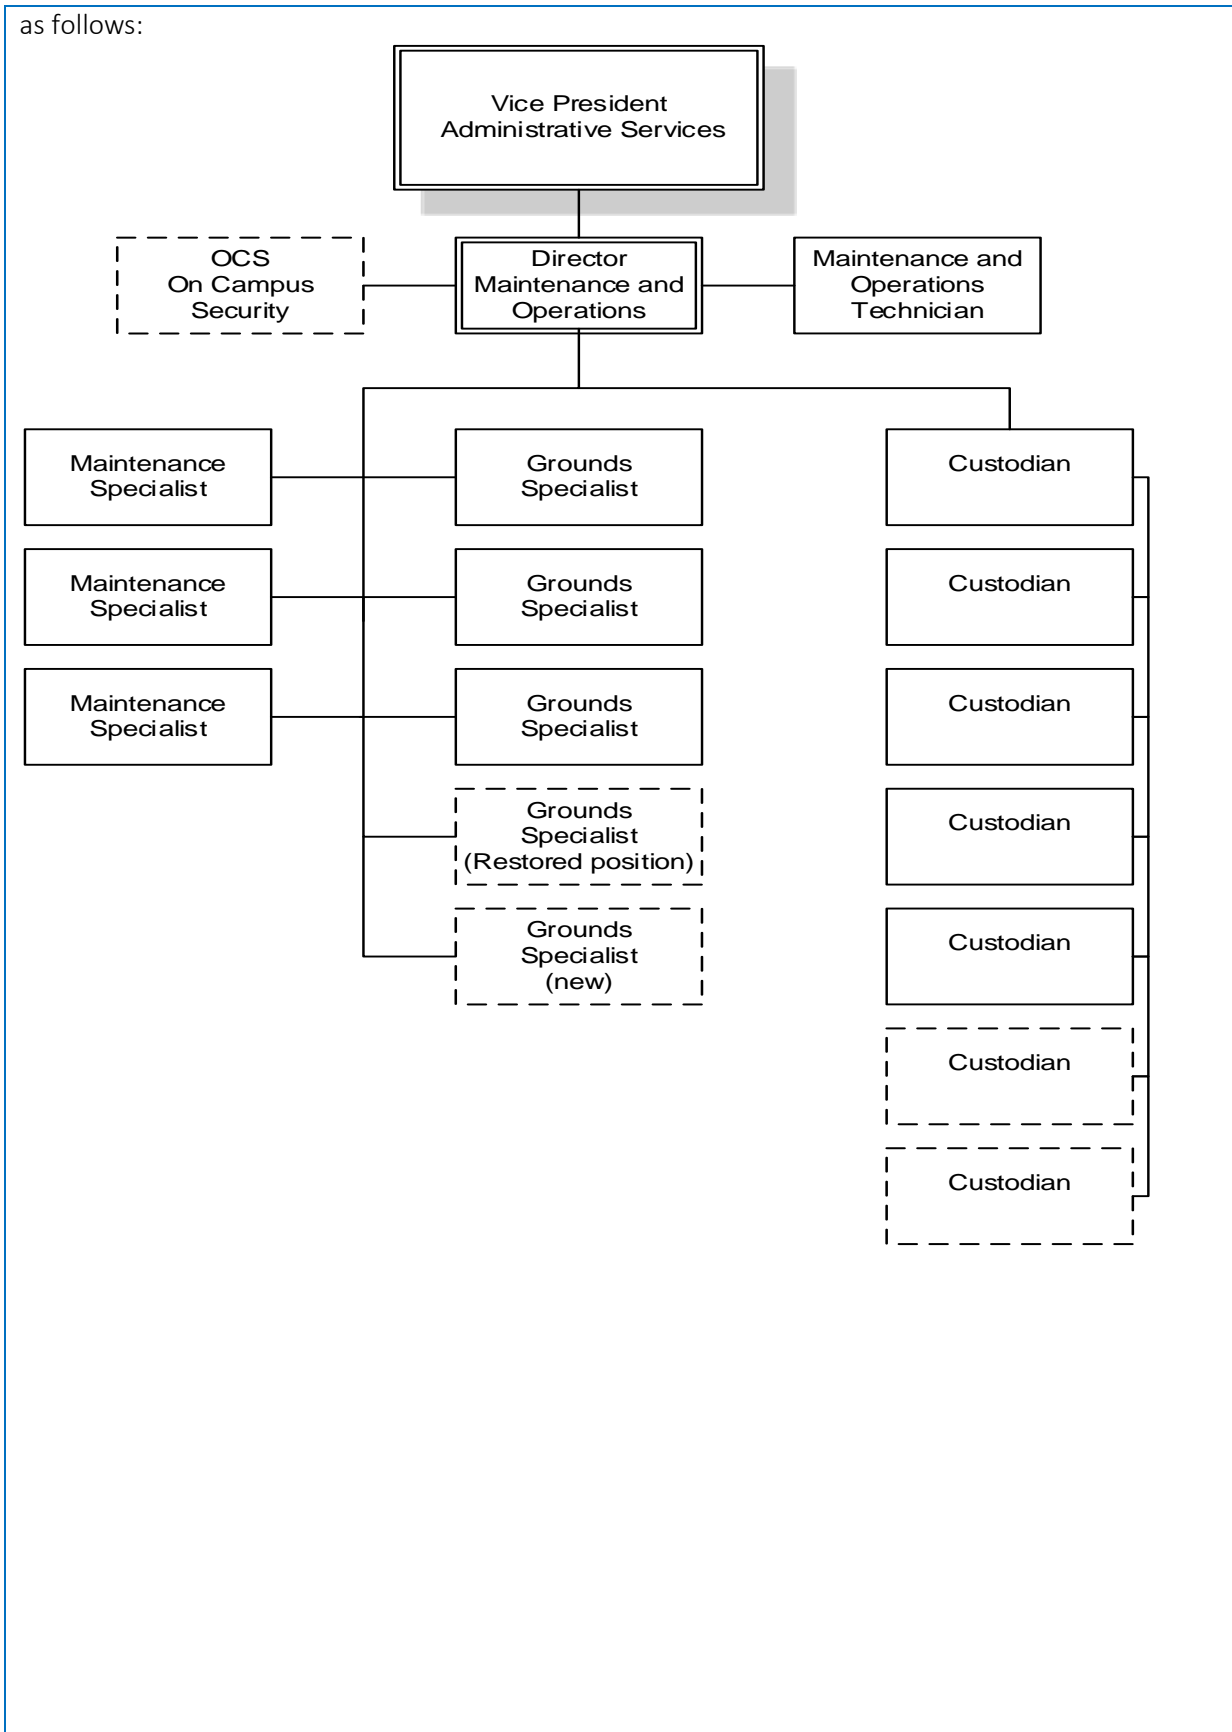 as follows:
Vice President
Administrative Services
OCS
On Campus
Security
Director
Maintenance and
Operations
Maintenance and
Operations
Technician
Maintenance
Specialist
Grounds
Specialist
Custodian
Maintenance
Specialist
Grounds
Specialist
Custodian
Maintenance
Specialist
Grounds
Specialist
Custodian
Grounds
Specialist
(Restored position)
Custodian
Grounds
Specialist
(new)
Custodian
Custodian
Custodian